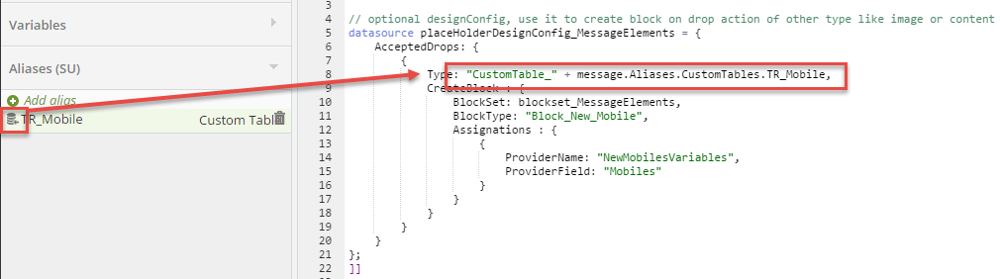 Variables
Aliases (SU)
Add alias
TR_Mobile Custom Tabl
3
4 // optional designConfig, use it to create block on drop action of other type like image or content
5 datasource placeHolderDesignConfig_MessageElements = {
6 AcceptedDrops: {
7 {
8 Type: "CustomTable_" + message.Aliases.CustomTables.TR_Mobile,
9 CreateBlock : {
10 BlockSet: blockset_MessageElements,
11 BlockType: "Block_New_Mobile",
12 Assignations : {
13 {
14 ProviderName: "NewMobilesVariables",
15 ProviderField: "Mobiles"
16 }
17 }
18 }
19 }
20 }
21 };
22 ]]